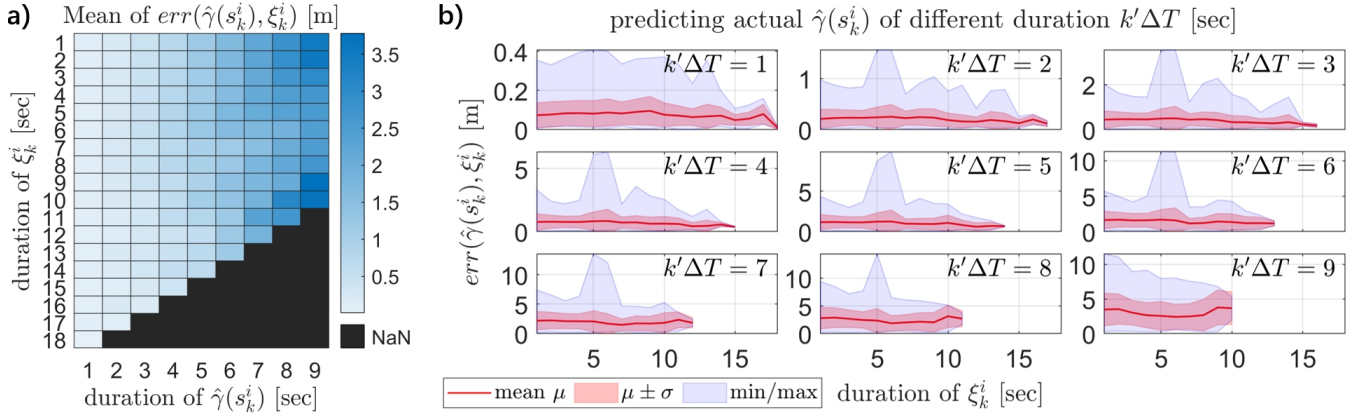 a)
Mean of err(γ̂(s_k^i), ξ_k^i) [m]
duration of ξ_k^i [sec]
1
2
3
4
5
6
7
8
9
10
11
12
13
14
15
16
17
18
1 2 3 4 5 6 7 8 9
duration of γ̂(s_k^i) [sec]
3.5
3
2.5
2
1.5
1
0.5
NaN
b)
predicting actual γ̂(s_k^i) of different duration k'ΔT [sec]
err(γ̂(s_k^i), ξ_k^i) [m]
0.4
0.2
0
k'ΔT = 1
1
0
k'ΔT = 2
2
0
k'ΔT = 3
5
0
k'ΔT = 4
5
0
k'ΔT = 5
10
5
0
k'ΔT = 6
10
5
0
k'ΔT = 7
10
5
0
k'ΔT = 8
10
5
0
k'ΔT = 9
5 10 15
5 10 15
5 10 15
mean μ
μ ± σ
min/max
duration of ξ_k^i [sec]